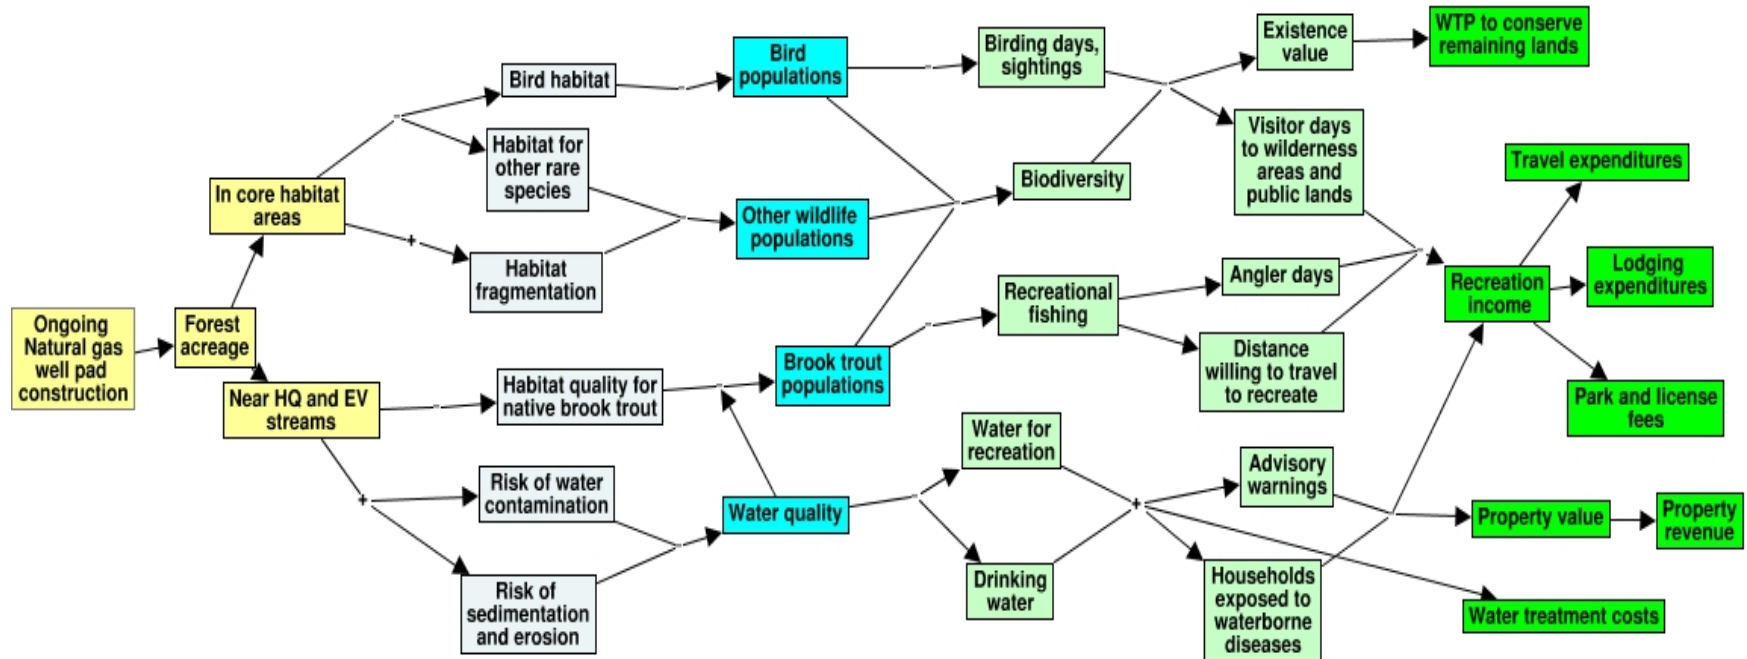 Ongoing
Natural gas
well pad
construction
Forest
acreage
In core habitat
areas
Near HQ and EV
streams
Bird habitat
Habitat for
other rare
species
Habitat
fragmentation
Habitat quality for
native brook trout
Risk of water
contamination
Risk of
sedimentation
and erosion
Bird
populations
Other wildlife
populations
Brook trout
populations
Water quality
Birding days,
sightings
Biodiversity
Recreational
fishing
Water for
recreation
Drinking
water
Existence
value
Visitor days
to wilderness
areas and
public lands
Angler days
Distance
willing to travel
to recreate
Advisory
warnings
Households
exposed to
waterborne
diseases
WTP to conserve
remaining lands
Travel expenditures
Recreation
income
Lodging
expenditures
Park and license
fees
Property value
Property
revenue
Water treatment costs